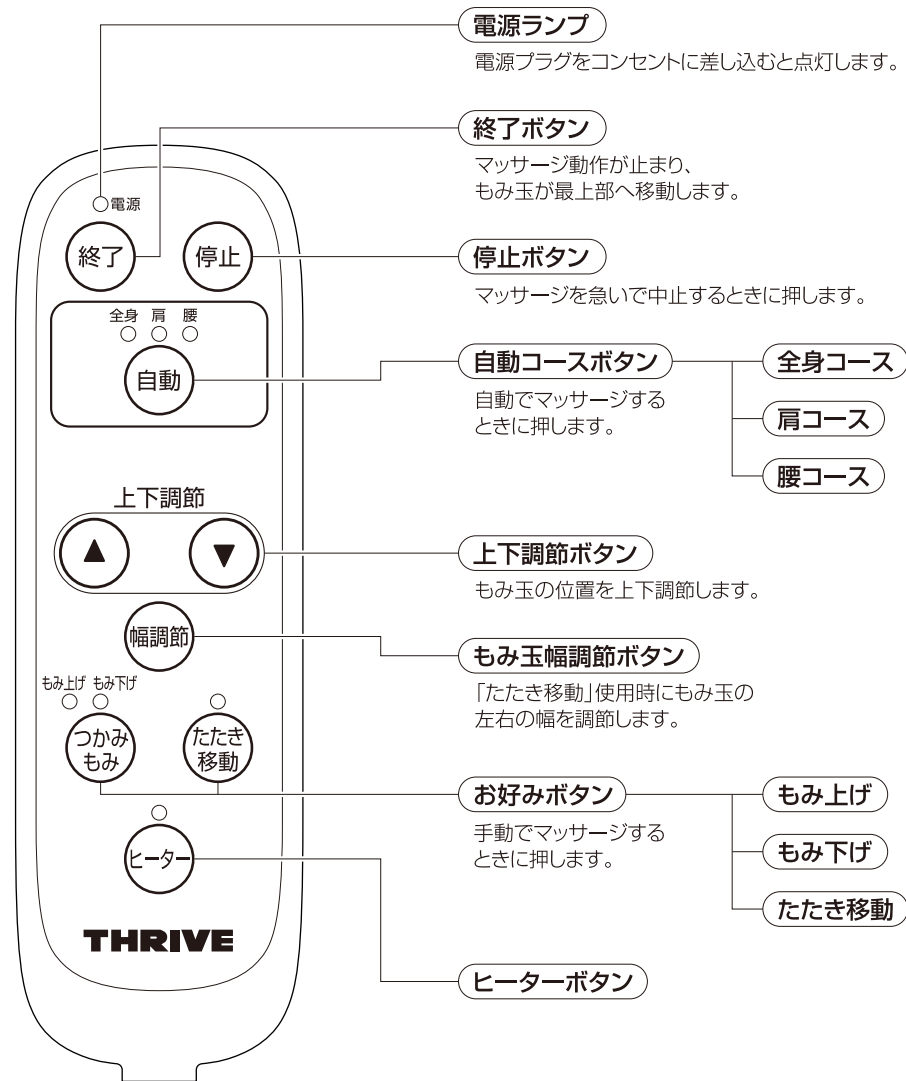 電源ランプ
電源プラグをコンセントに差し込むと点灯します。
終了ボタン
マッサージ動作が止まり、
もみ玉が最上部へ移動します。
電源
終了
停止
停止ボタン
マッサージを急いで中止するときに押します。
全身 肩 腰
自動
自動コースボタン
自動でマッサージする
ときに押します。
全身コース
肩コース
腰コース
上下調節
▲ ▼
上下調節ボタン
もみ玉の位置を上下調節します。
幅調節
もみ玉幅調節ボタン
「たたき移動」使用時にもみ玉の
左右の幅を調節します。
もみ上げ もみ下げ
つかみ
もみ
たたき
移動
お好みボタン
手動でマッサージする
ときに押します。
もみ上げ
もみ下げ
たたき移動
ヒーター
THRIVE
ヒーターボタン